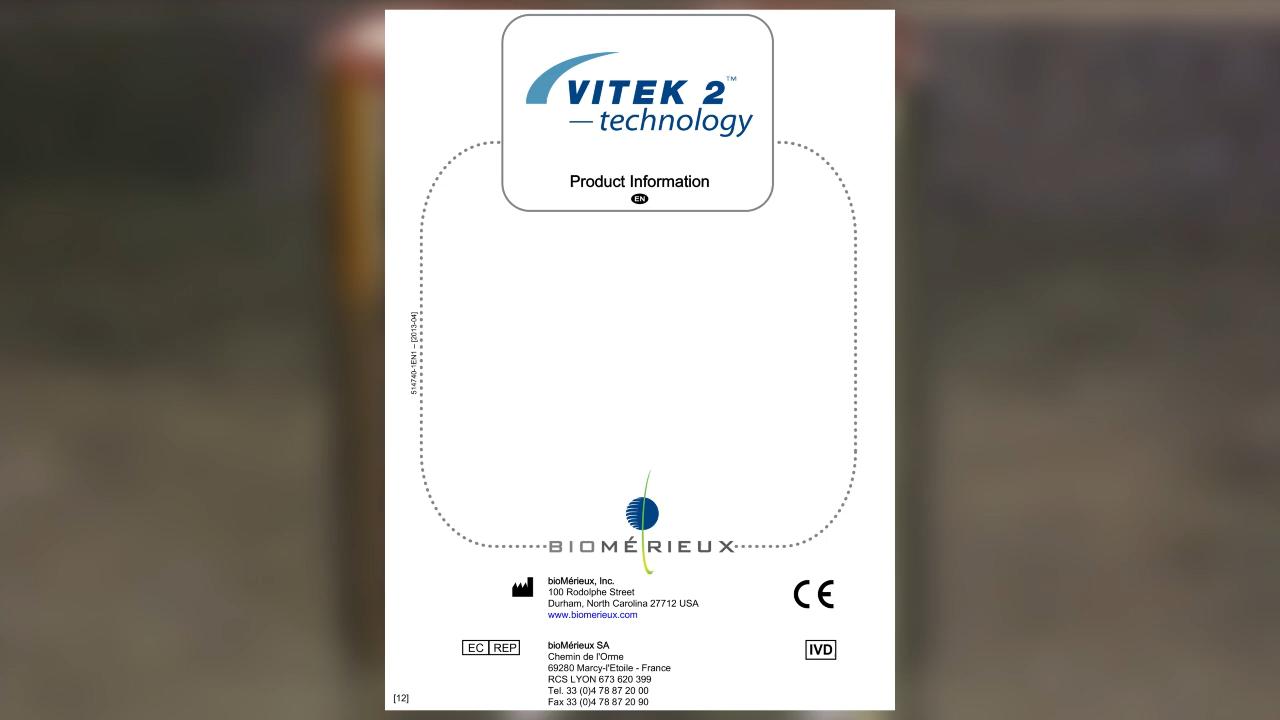 VITEK 2™
technology
Product Information
EN
514740-1EN1 – [2013-04]
BIOMÉRIEUX
bioMérieux, Inc.
100 Rodolphe Street
Durham, North Carolina 27712 USA
www.biomerieux.com
CE
EC REP
bioMérieux SA
Chemin de l'Orme
69280 Marcy-l'Etoile - France
RCS LYON 673 620 399
Tel. 33 (0)4 78 87 20 00
Fax 33 (0)4 78 87 20 90
IVD
[12]